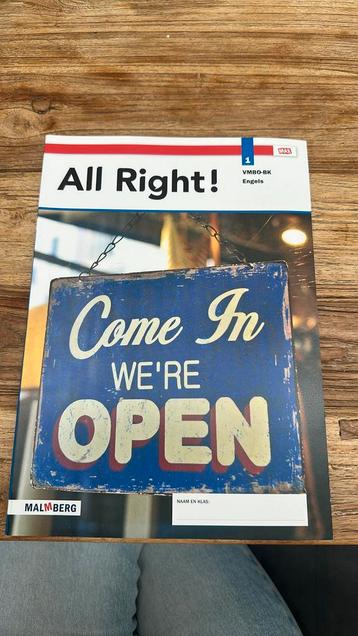 All Right!
1
VMBO-BK
Engels
Come In
WE'RE
OPEN
NAAM EN KLAS:
MALMBERG